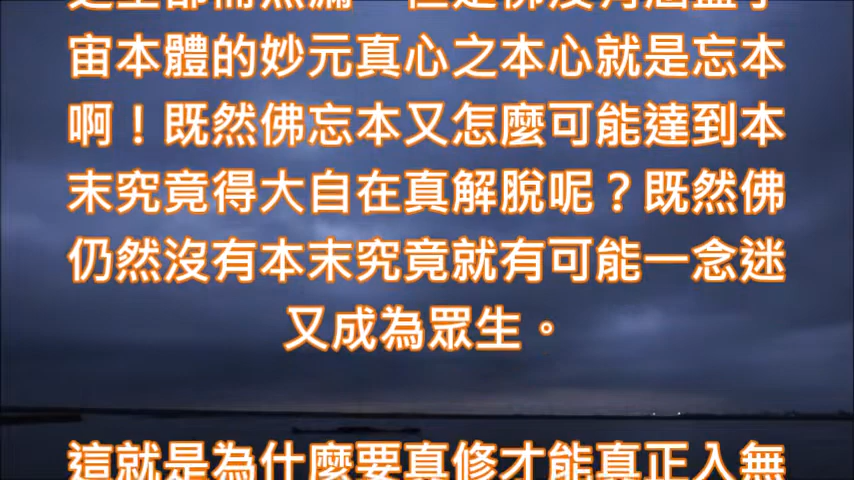 宙本體的妙元真心之本心就是忘本
啊！既然佛忘本又怎麼可能達到本
末究竟得大自在真解脫呢？既然佛
仍然沒有本末究竟就有可能一念迷
又成為眾生。
這就是為什麼要真修才能真正入無